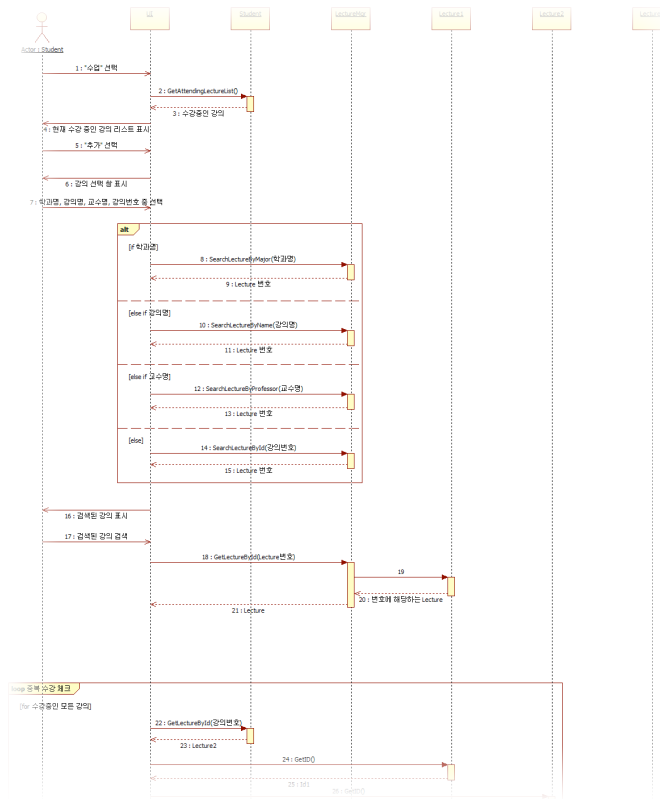 UI
Student
LectureMgr
Lecture1
Lecture2
Actor : Student
1 : "수업" 선택
2 : GetAttendingLectureList()
3 : 수강중인 강의
4 : 현재 수강 중인 강의 리스트 표시
5 : "추가" 선택
6 : 강의 선택 창 표시
7 : 학과명, 강의명, 교수명, 강의번호 중 선택
alt
[if 학과명]
8 : SearchLectureByMajor(학과명)
9 : Lecture 번호
[else if 강의명]
10 : SearchLectureByName(강의명)
11 : Lecture 번호
[else if 교수명]
12 : SearchLectureByProfessor(교수명)
13 : Lecture 번호
[else]
14 : SearchLectureById(강의번호)
15 : Lecture 번호
16 : 검색된 강의 표시
17 : 검색된 강의 검색
18 : GetLectureById(Lecture번호)
19
20 : 번호에 해당하는 Lecture
21 : Lecture
loop 중복 수강 체크
[for 수강중인 모든 강의]
22 : GetLectureById(강의번호)
23 : Lecture2
24 : GetID()
25 : Id
26 : GetID()